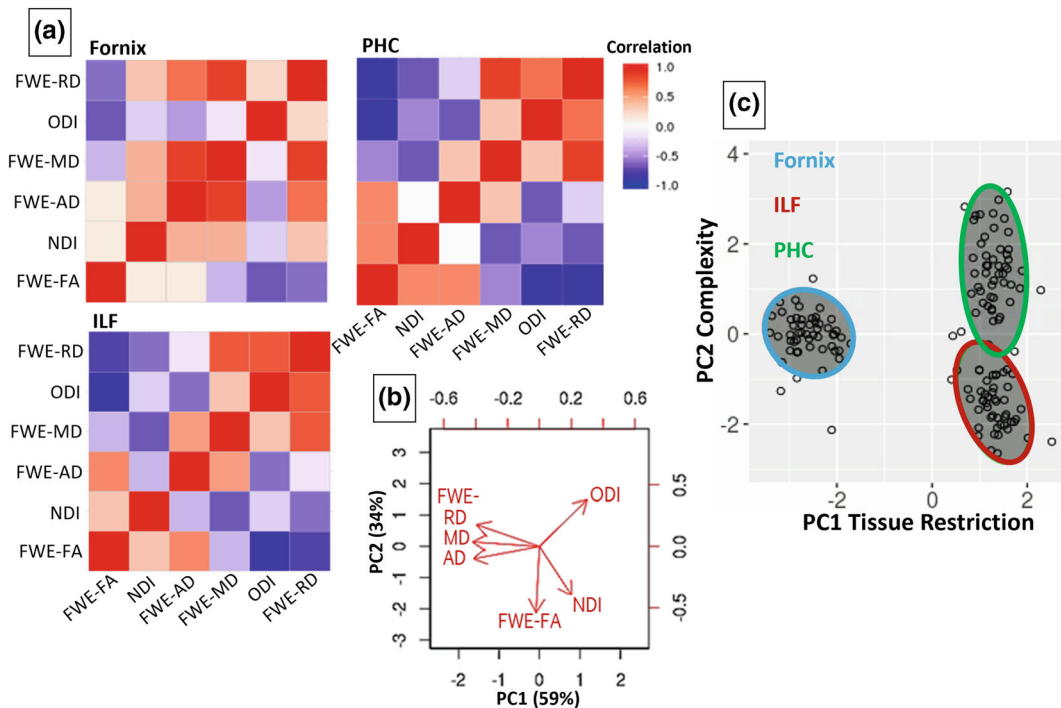 (a)
Fornix
FWE-RD
ODI
FWE-MD
FWE-AD
NDI
FWE-FA
PHC
FWE-FA
NDI
FWE-AD
FWE-MD
ODI
FWE-RD
Correlation
1.0
0.5
0.0
-0.5
-1.0
ILF
FWE-RD
ODI
FWE-MD
FWE-AD
NDI
FWE-FA
FWE-FA
NDI
FWE-AD
FWE-MD
ODI
FWE-RD
(b)
-0.6 -0.2 0.2 0.6
3
2
1
0
-1
-2
-3
PC2 (34%)
FWE-
RD
MD
AD
ODI
NDI
FWE-FA
0.5
0.0
-0.5
-2 -1 0 1 2
PC1 (59%)
(c)
Fornix
ILF
PHC
4
2
0
-2
PC2 Complexity
-2 0 2
PC1 Tissue Restriction